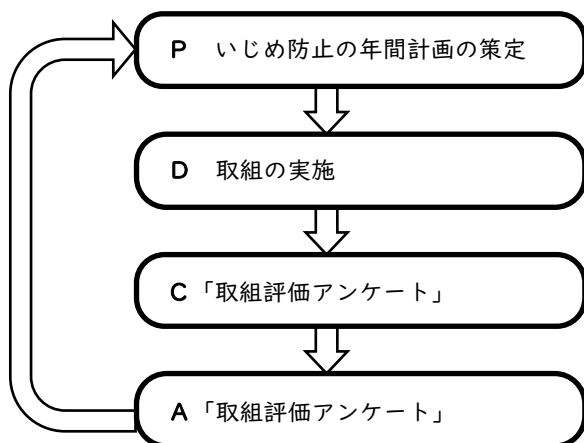 P　いじめ防止の年間計画の策定
D　取組の実施
C「取組評価アンケート」
A「取組評価アンケート」